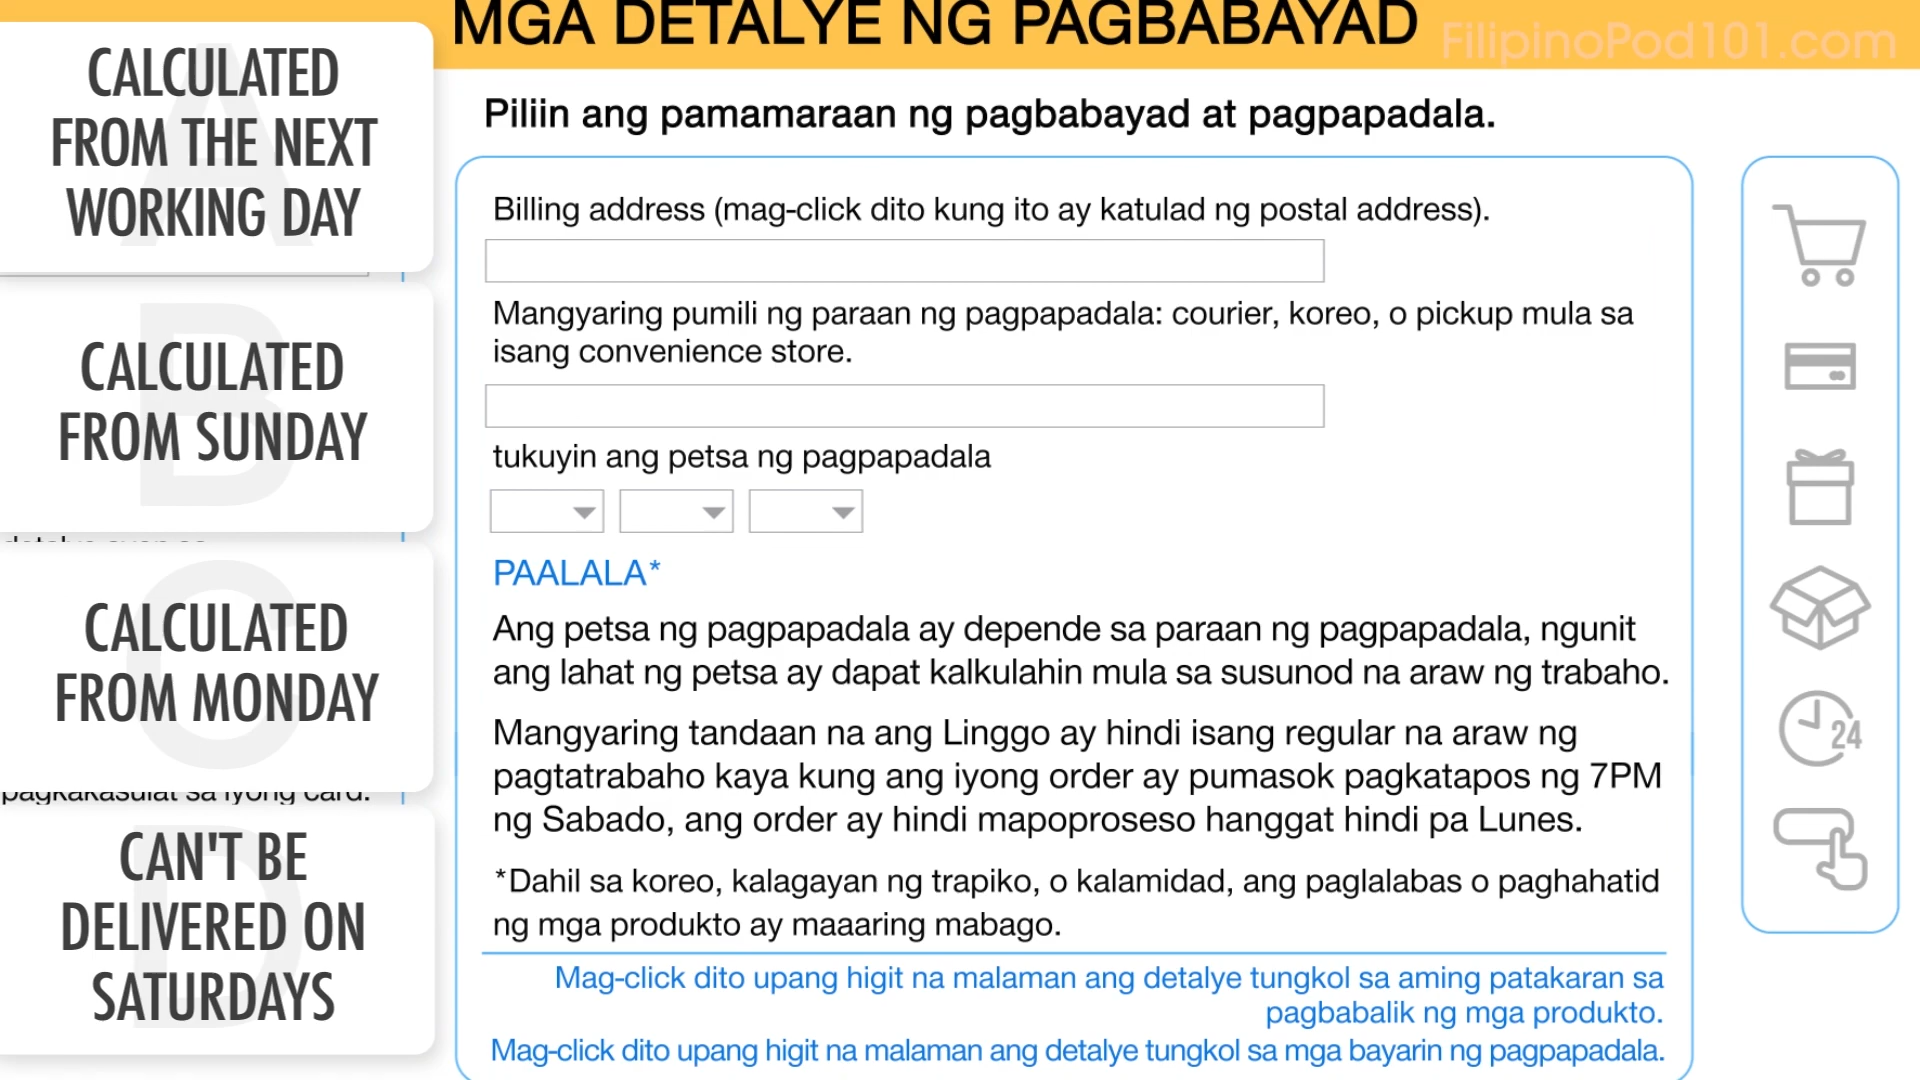 MGA DETALYE NG PAGBABAYAD
FilipinoPod101.com
A
CALCULATED
FROM THE NEXT
WORKING DAY
B
CALCULATED
FROM SUNDAY
C
CALCULATED
FROM MONDAY
pagkakasulat sa iyong card.
D
CAN'T BE
DELIVERED ON
SATURDAYS
Piliin ang pamamaraan ng pagbabayad at pagpapadala.
Billing address (mag-click dito kung ito ay katulad ng postal address).
Mangyaring pumili ng paraan ng pagpapadala: courier, koreo, o pickup mula sa
isang convenience store.
tukuyin ang petsa ng pagpapadala
PAALALA*
Ang petsa ng pagpapadala ay depende sa paraan ng pagpapadala, ngunit
ang lahat ng petsa ay dapat kalkulahin mula sa susunod na araw ng trabaho.
Mangyaring tandaan na ang Linggo ay hindi isang regular na araw ng
pagtatrabaho kaya kung ang iyong order ay pumasok pagkatapos ng 7PM
ng Sabado, ang order ay hindi mapoproseso hanggat hindi pa Lunes.
*Dahil sa koreo, kalagayan ng trapiko, o kalamidad, ang paglalabas o paghahatid
ng mga produkto ay maaaring mabago.
Mag-click dito upang higit na malaman ang detalye tungkol sa aming patakaran sa
pagbabalik ng mga produkto.
Mag-click dito upang higit na malaman ang detalye tungkol sa mga bayarin ng pagpapadala.
24